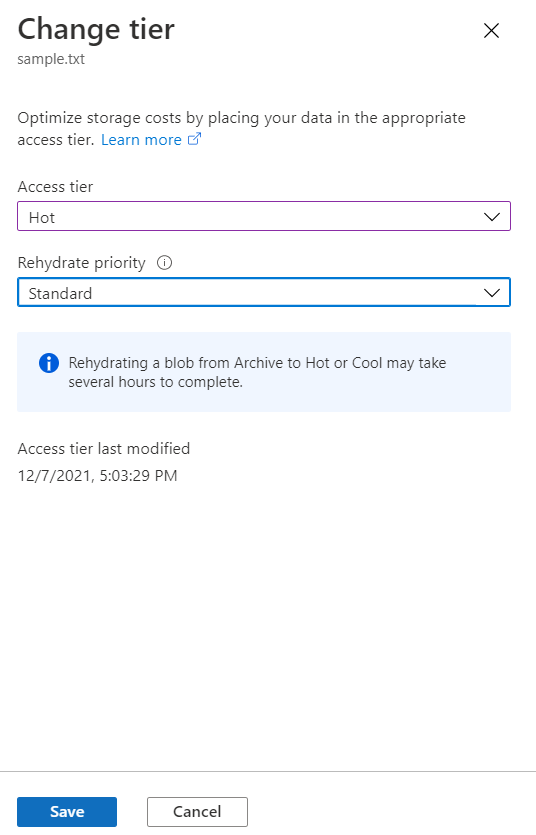 Change tier
sample.txt
Optimize storage costs by placing your data in the appropriate
access tier. Learn more
Access tier
Hot
Rehydrate priority
Standard
Rehydrating a blob from Archive to Hot or Cool may take
several hours to complete.
Access tier last modified
12/7/2021, 5:03:29 PM
Save
Cancel